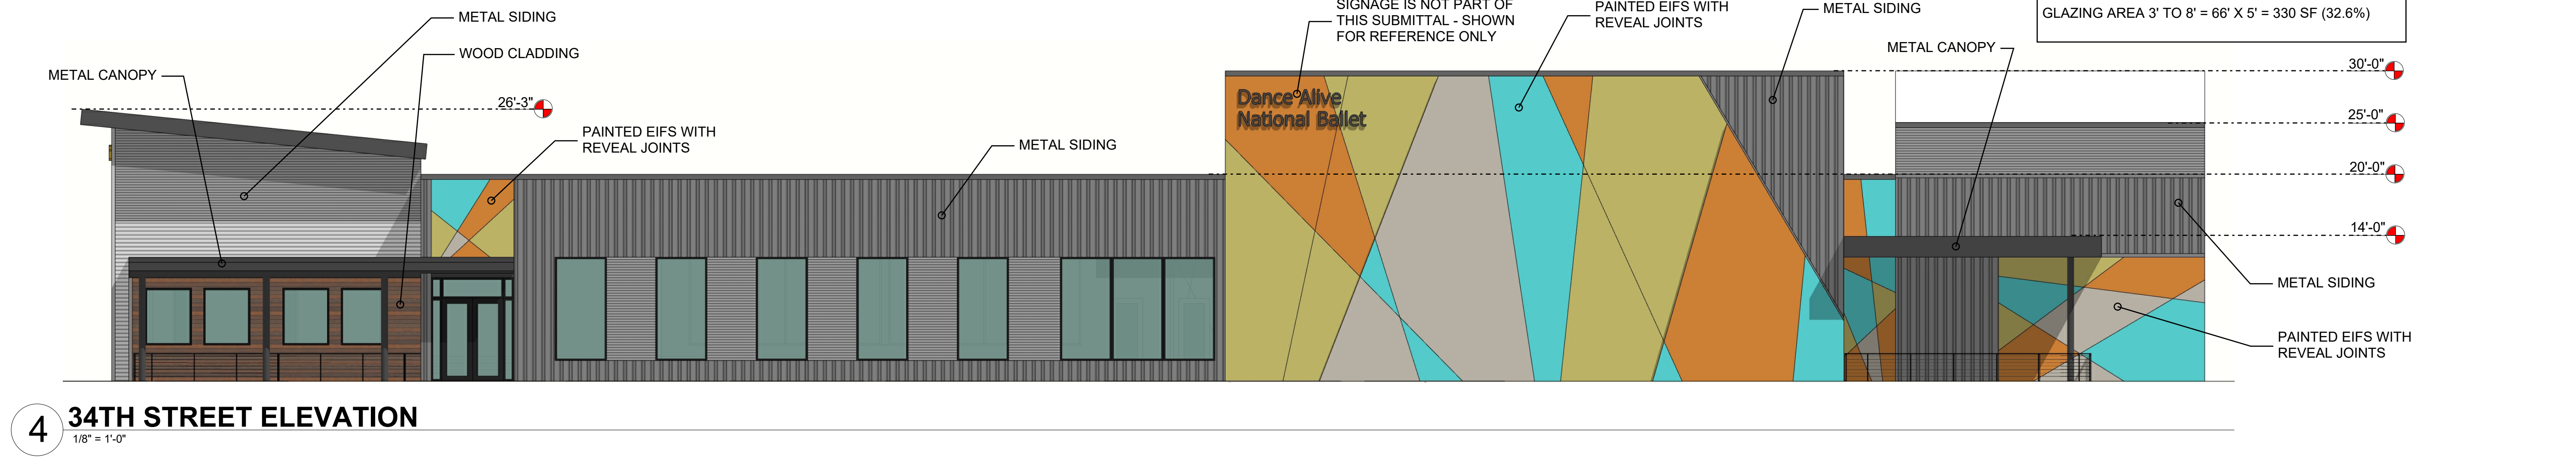 METAL SIDING
WOOD CLADDING
METAL CANOPY
26'-3"
PAINTED EIFS WITH
REVEAL JOINTS
METAL SIDING
SIGNAGE IS NOT PART OF
THIS SUBMITTAL - SHOWN
FOR REFERENCE ONLY
PAINTED EIFS WITH
REVEAL JOINTS
METAL SIDING
METAL CANOPY
GLAZING AREA 3' TO 8' = 66' X 5' = 330 SF (32.6%)
Dance Alive
National Ballet
30'-0"
25'-0"
20'-0"
14'-0"
METAL SIDING
PAINTED EIFS WITH
REVEAL JOINTS
4
34TH STREET ELEVATION
1/8" = 1'-0"